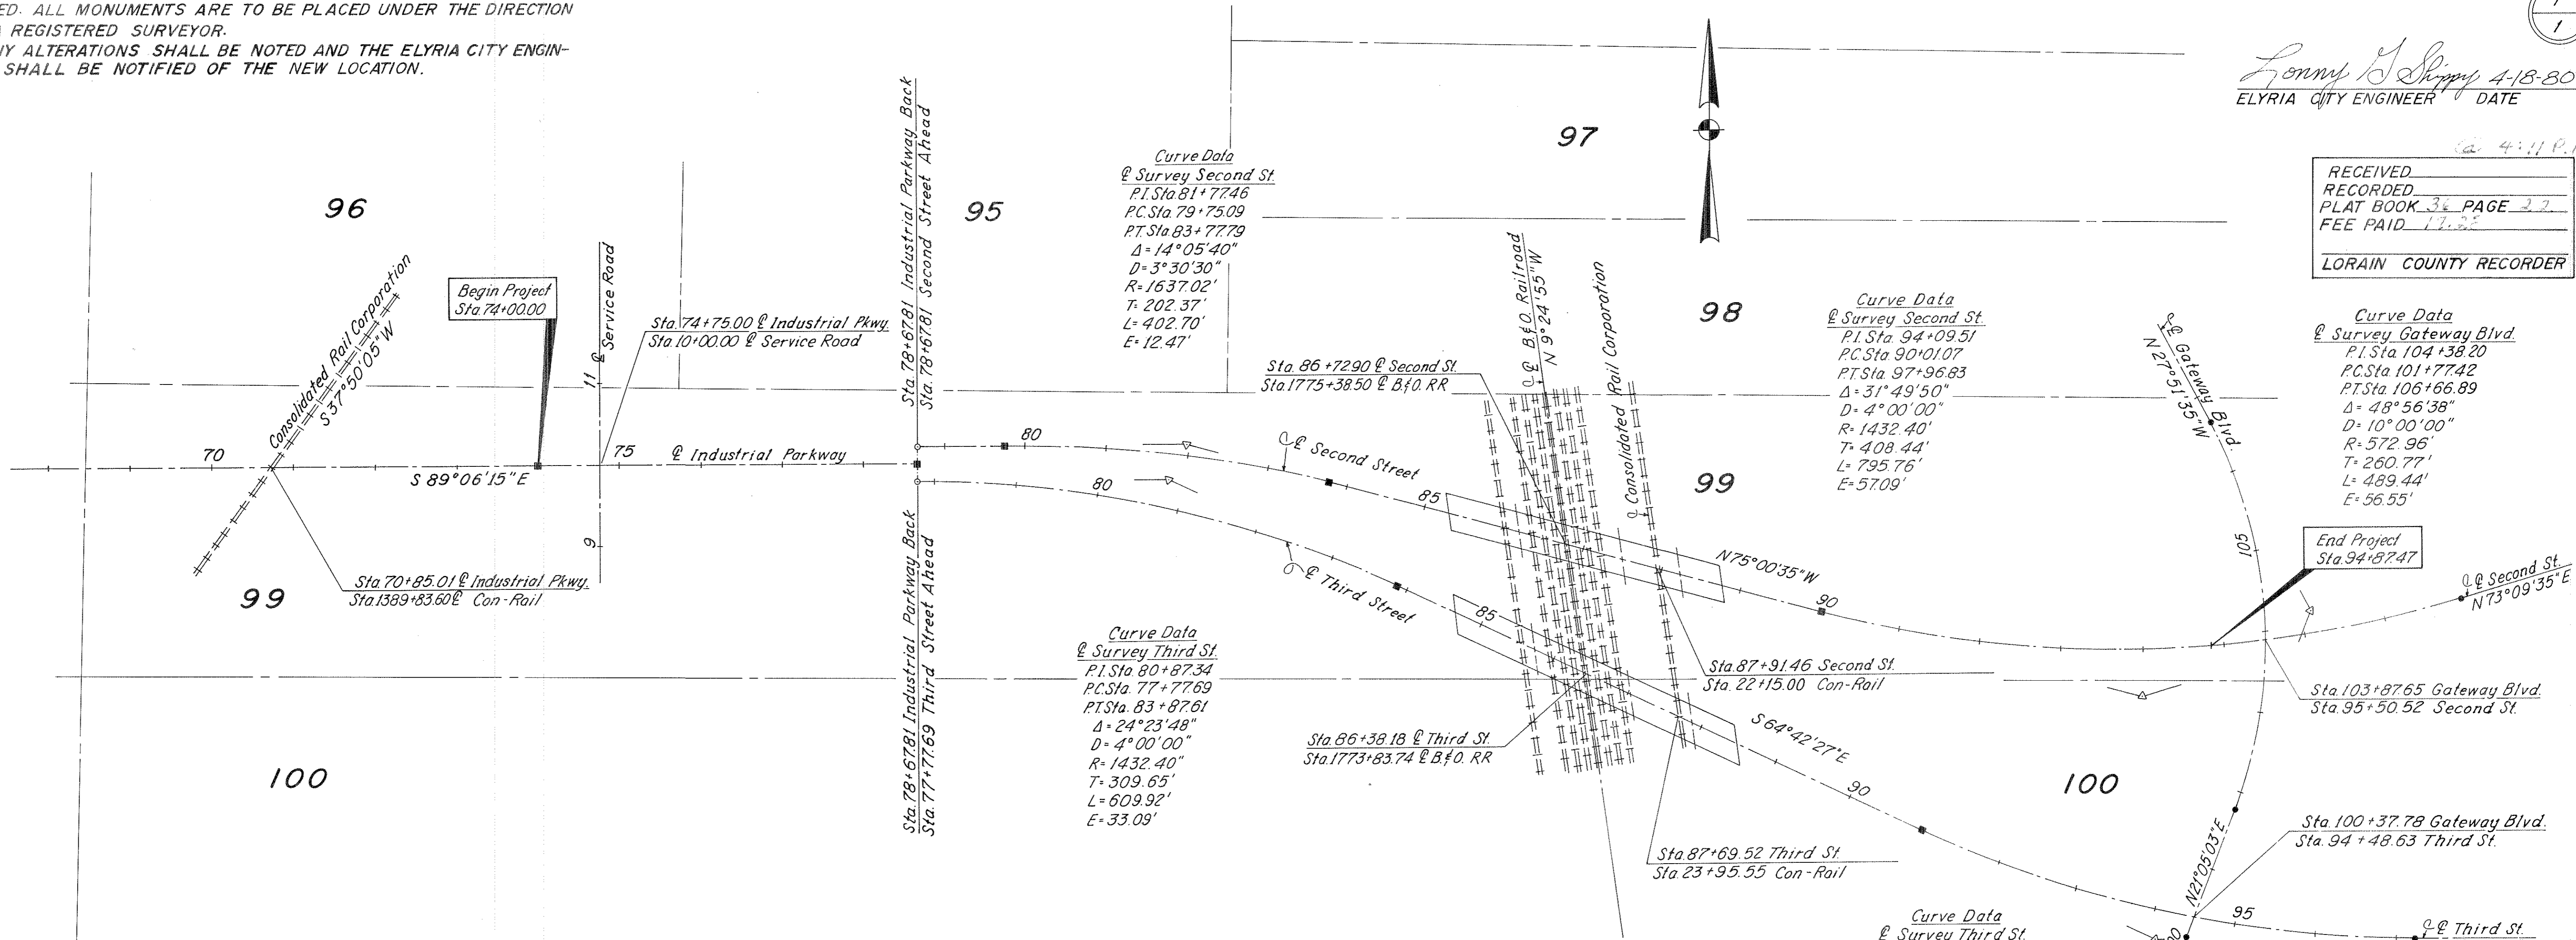 ED. ALL MONUMENTS ARE TO BE PLACED UNDER THE DIRECTION
REGISTERED SURVEYOR.
ALTERATIONS SHALL BE NOTED AND THE ELYRIA CITY ENGIN-
SHALL BE NOTIFIED OF THE NEW LOCATION.
1
Lonny G Shippy 4-18-80
ELYRIA CITY ENGINEER DATE
4:11 P.
RECEIVED
RECORDED
PLAT BOOK 36 PAGE 22
FEE PAID
LORAIN COUNTY RECORDER
96
95
97
98
99
99
100
100
Consolidated Rail Corporation
S 37°50'05" W
Begin Project
Sta. 74+00.00
℄ Service Road
11
9
Sta. 74+75.00 ℄ Industrial Pkwy.
Sta. 10+00.00 ℄ Service Road
70
75
℄ Industrial Parkway
S 89°06'15" E
Sta. 70+85.01 ℄ Industrial Pkwy.
Sta. 1389+83.60 ℄ Con-Rail
Sta. 78+67.81 Industrial Parkway Back
Sta. 78+67.81 Second Street Ahead
Sta. 78+67.81 Industrial Parkway Back
Sta. 77+77.69 Third Street Ahead
Curve Data
℄ Survey Second St.
P.I. Sta. 81+77.46
P.C. Sta. 79+75.09
P.T. Sta. 83+77.79
Δ = 14°05'40"
D = 3°30'30"
R = 1637.02'
T = 202.37'
L = 402.70'
E = 12.47'
80
℄ Second Street
85
80
℄ Third Street
85
Sta. 86+72.90 ℄ Second St.
Sta. 1775+38.50 ℄ B.&O. RR
℄ B.&O. Railroad
N 9°24'55" W
℄ Consolidated Rail Corporation
N 75°00'35" W
90
Curve Data
℄ Survey Second St.
P.I. Sta. 94+09.51
P.C. Sta. 90+01.07
P.T. Sta. 97+96.83
Δ = 31°49'50"
D = 4°00'00"
R = 1432.40'
T = 408.44'
L = 795.76'
E = 57.09'
℄ Gateway Blvd.
N 27°51'35" W
Curve Data
℄ Survey Gateway Blvd.
P.I. Sta. 104+38.20
P.C. Sta. 101+77.42
P.T. Sta. 106+66.89
Δ = 48°56'38"
D = 10°00'00"
R = 572.96'
T = 260.77'
L = 489.44'
E = 56.55'
105
End Project
Sta. 94+87.47
℄ Second St.
N 73°09'35" E
Curve Data
℄ Survey Third St.
P.I. Sta. 80+87.34
P.C. Sta. 77+77.69
P.T. Sta. 83+87.61
Δ = 24°23'48"
D = 4°00'00"
R = 1432.40"
T = 309.65'
L = 609.92'
E = 33.09'
Sta. 86+38.18 ℄ Third St.
Sta. 1773+83.74 ℄ B.&O. RR
Sta. 87+91.46 Second St.
Sta. 22+15.00 Con-Rail
S 64°42'27" E
90
Sta. 87+69.52 Third St.
Sta. 23+95.55 Con-Rail
Sta. 103+87.65 Gateway Blvd.
Sta. 95+50.52 Second St.
N 21°05'03" E
Sta. 100+37.78 Gateway Blvd.
Sta. 94+48.63 Third St.
95
℄ Third St.
Curve Data
℄ Survey Third St.